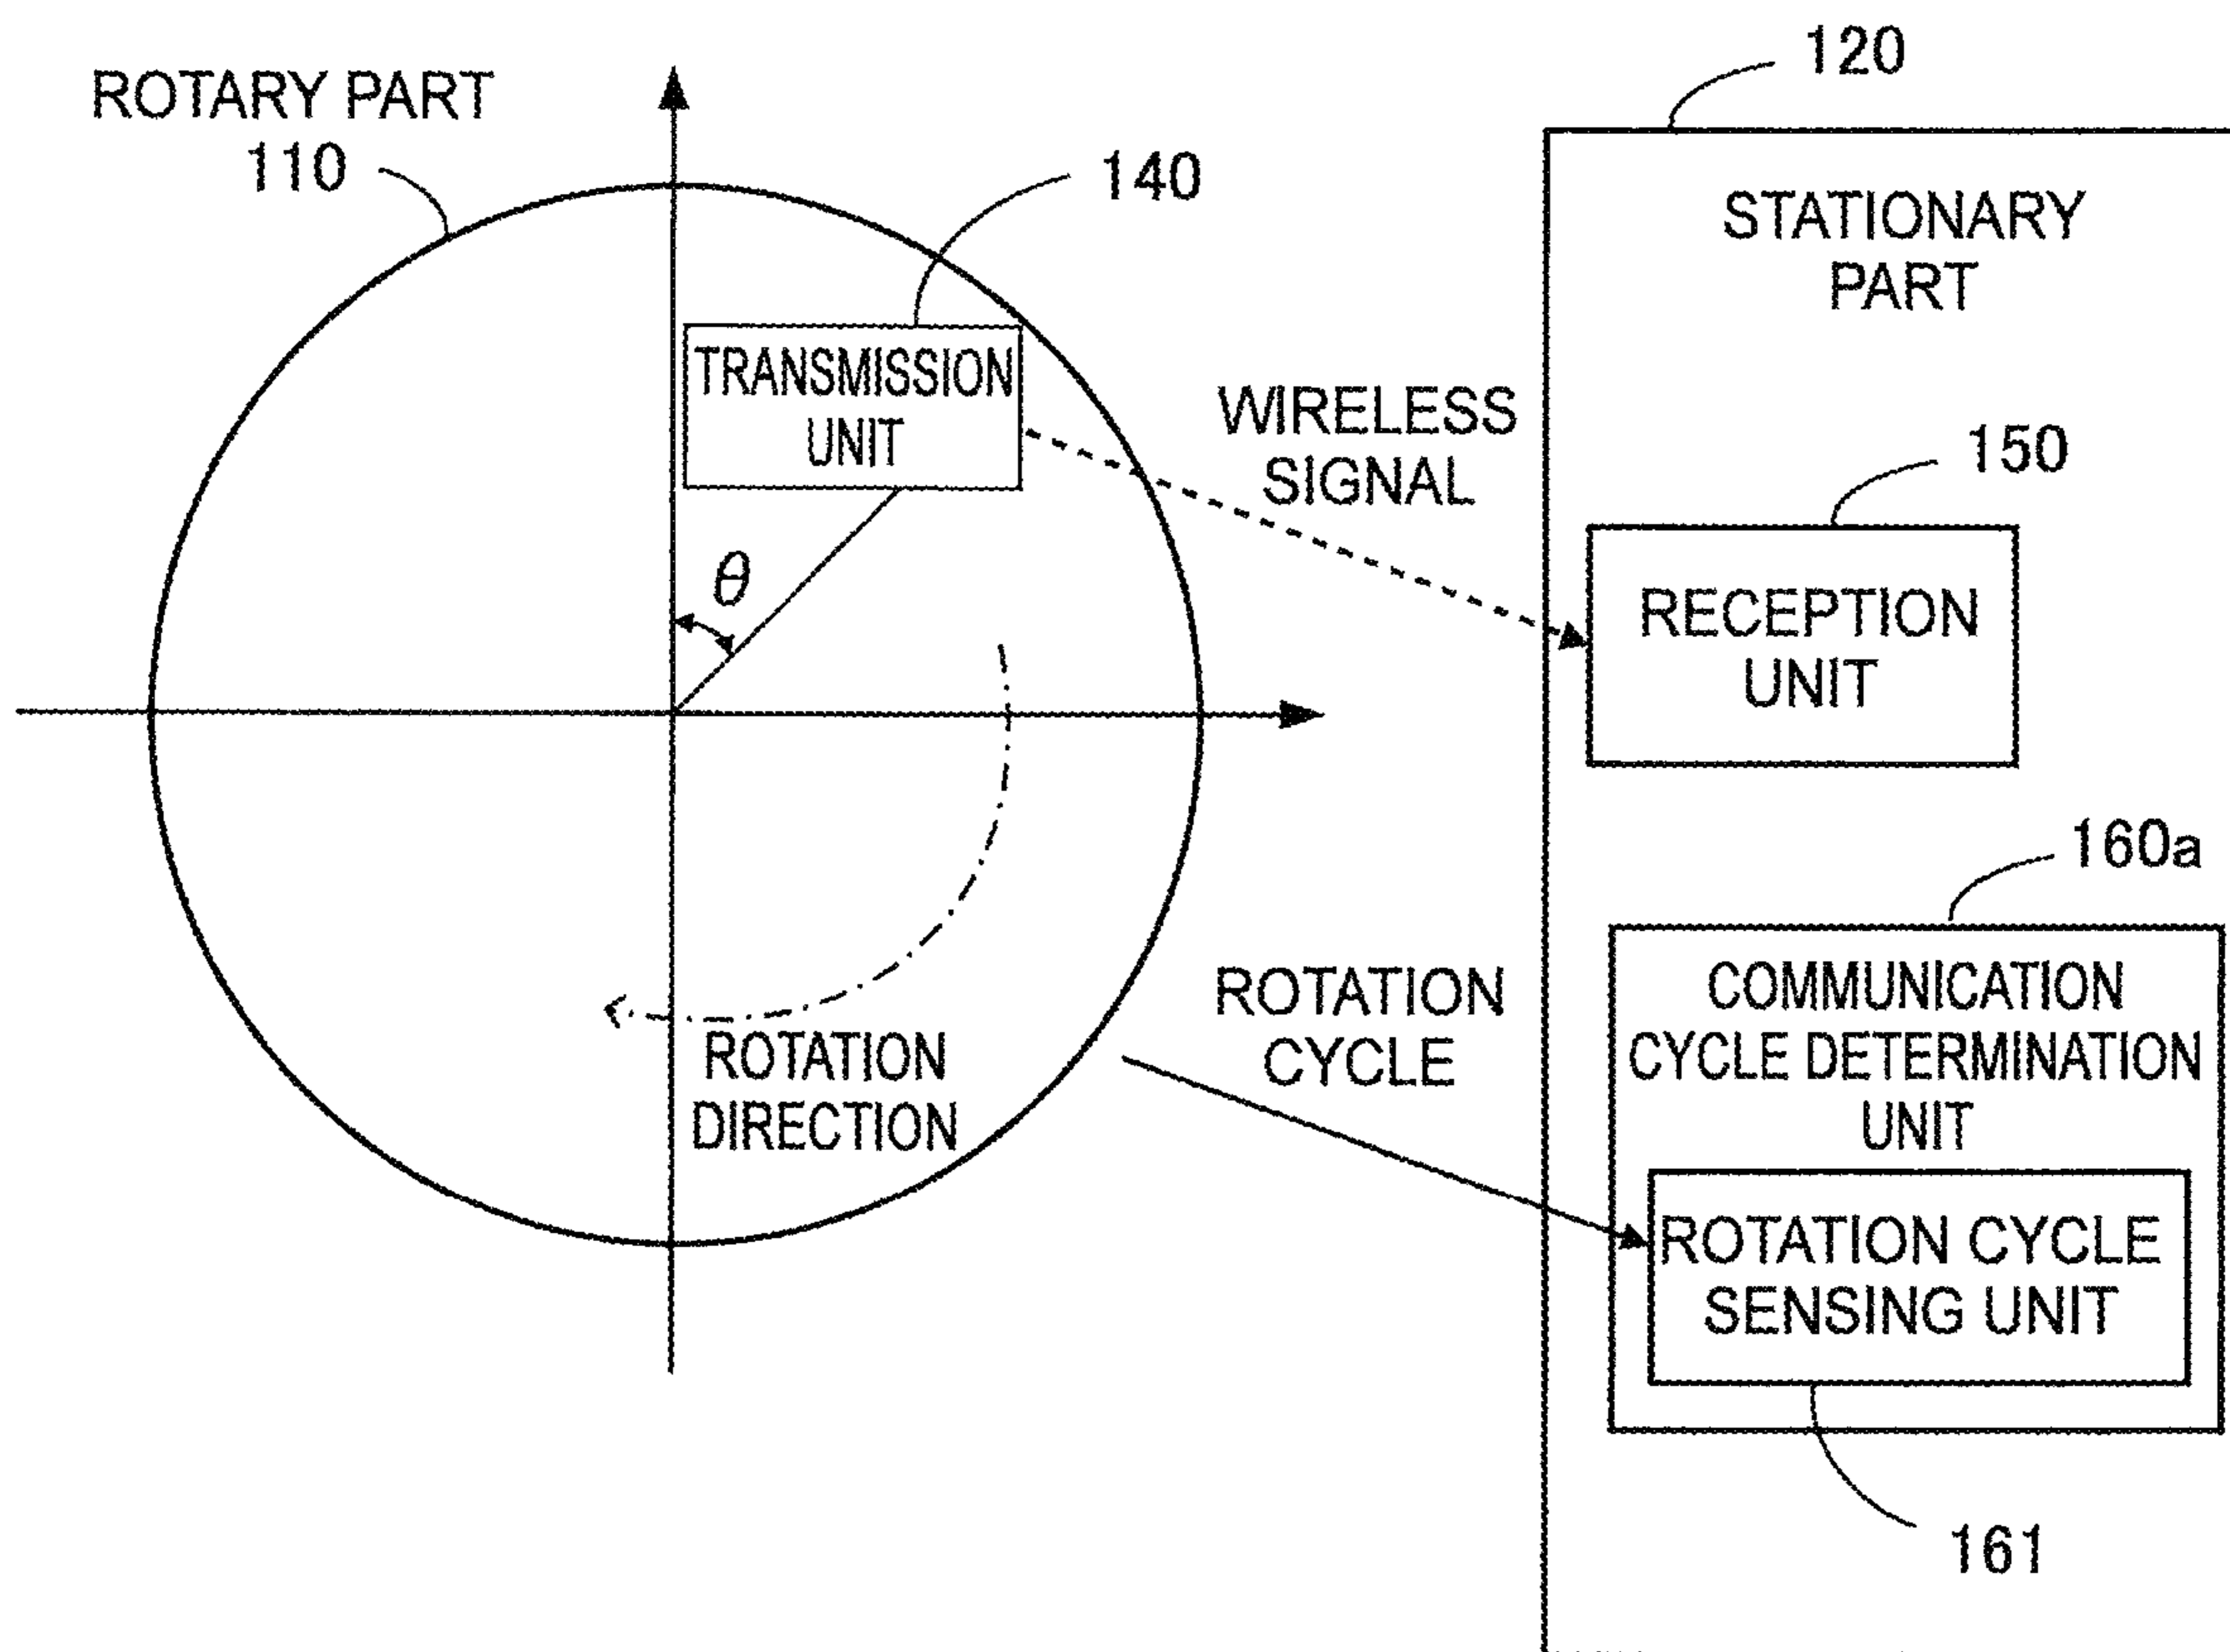 ROTARY PART
110
140
120
STATIONARY
PART
TRANSMISSION
UNIT
WIRELESS
SIGNAL
150
θ
RECEPTION
UNIT
160a
ROTATION
DIRECTION
ROTATION
CYCLE
COMMUNICATION
CYCLE DETERMINATION
UNIT
ROTATION CYCLE
SENSING UNIT
161